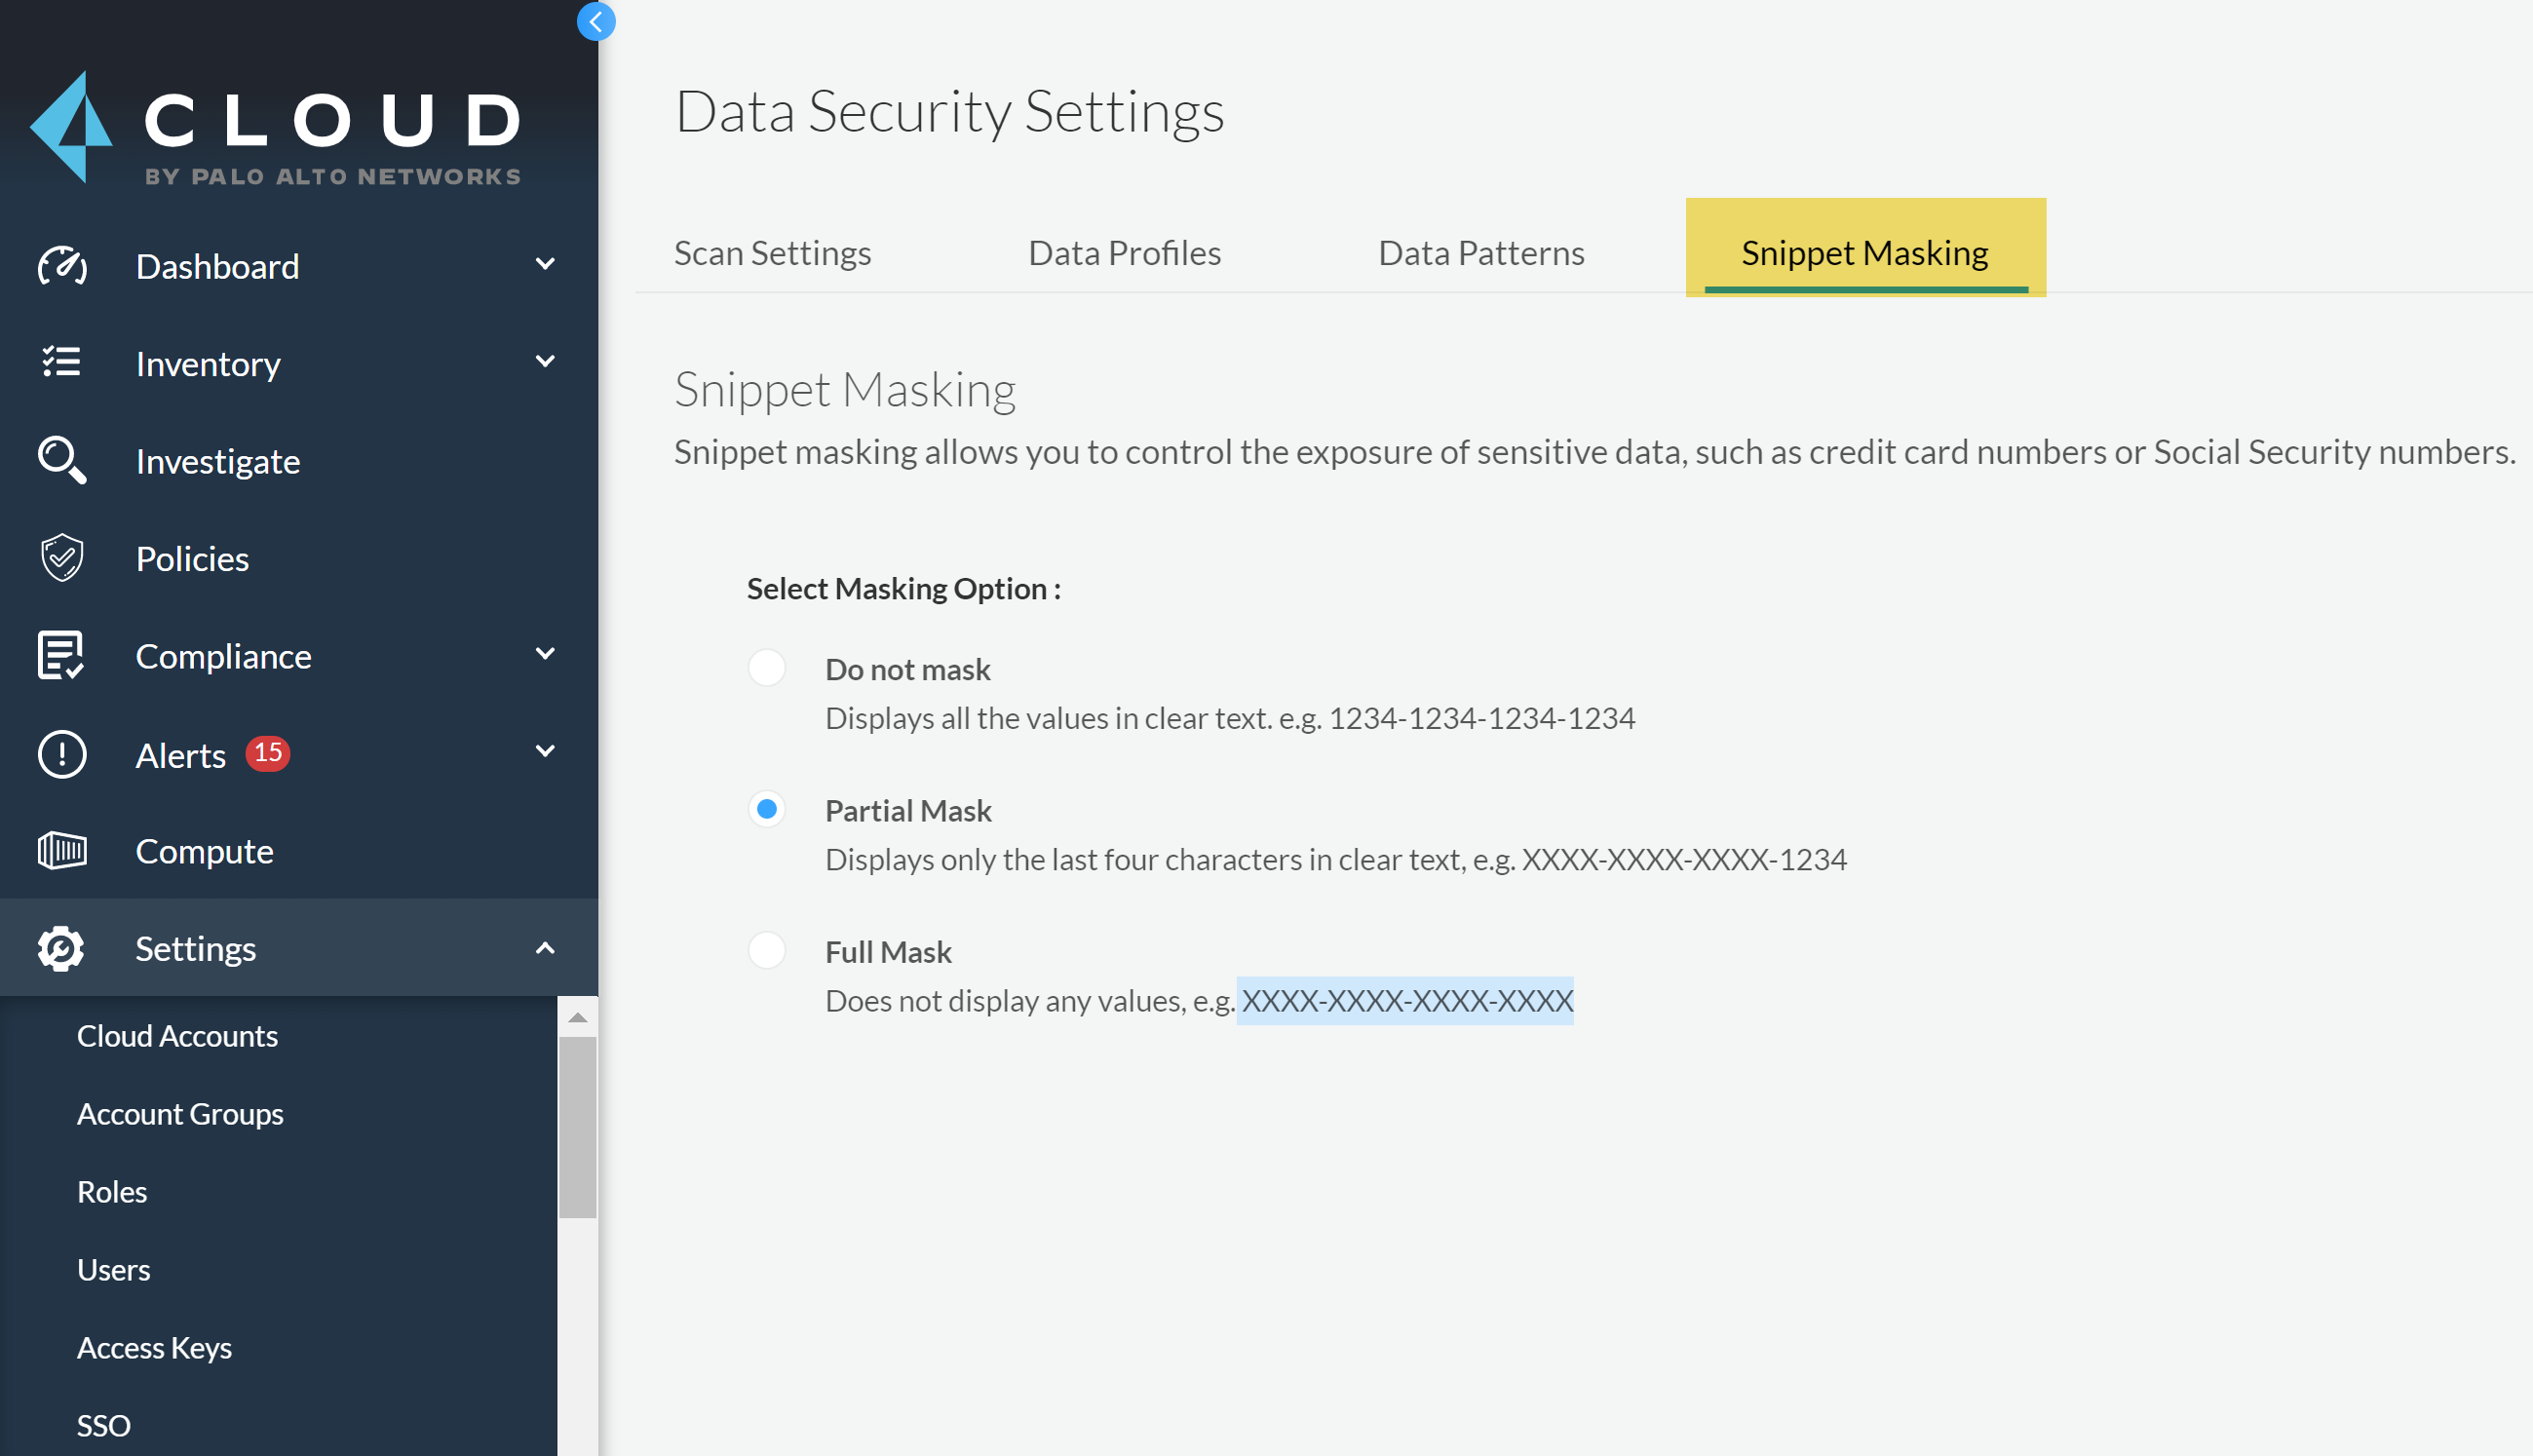 CLOUD
BY PALO ALTO NETWORKS
Dashboard
Inventory
Investigate
Policies
Compliance
Alerts 15
Compute
Settings
Cloud Accounts
Account Groups
Roles
Users
Access Keys
SSO
Data Security Settings
Scan Settings Data Profiles Data Patterns Snippet Masking
Snippet Masking
Snippet masking allows you to control the exposure of sensitive data, such as credit card numbers or Social Security numbers.
Select Masking Option :
Do not mask
Displays all the values in clear text. e.g. 1234-1234-1234-1234
Partial Mask
Displays only the last four characters in clear text, e.g. XXXX-XXXX-XXXX-1234
Full Mask
Does not display any values, e.g. XXXX-XXXX-XXXX-XXXX